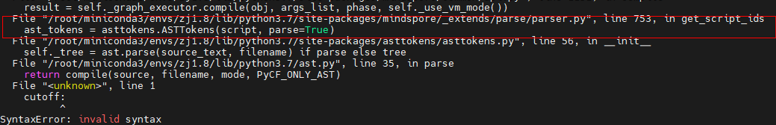 result = self._graph_executor.compile(obj, args_list, phase, self._use_vm_mode())
File "/root/miniconda3/envs/zj1.8/lib/python3.7/site-packages/mindspore/_extends/parse/parser.py", line 753, in get_script_ids
ast_tokens = asttokens.ASTTokens(script, parse=True)
File "/root/miniconda3/envs/zj1.8/lib/python3.7/site-packages/asttokens/asttokens.py", line 56, in __init__
self._tree = ast.parse(source_text, filename) if parse else tree
File "/root/miniconda3/envs/zj1.8/lib/python3.7/ast.py", line 35, in parse
return compile(source, filename, mode, PyCF_ONLY_AST)
File "<unknown>", line 1
cutoff:
^
SyntaxError: invalid syntax